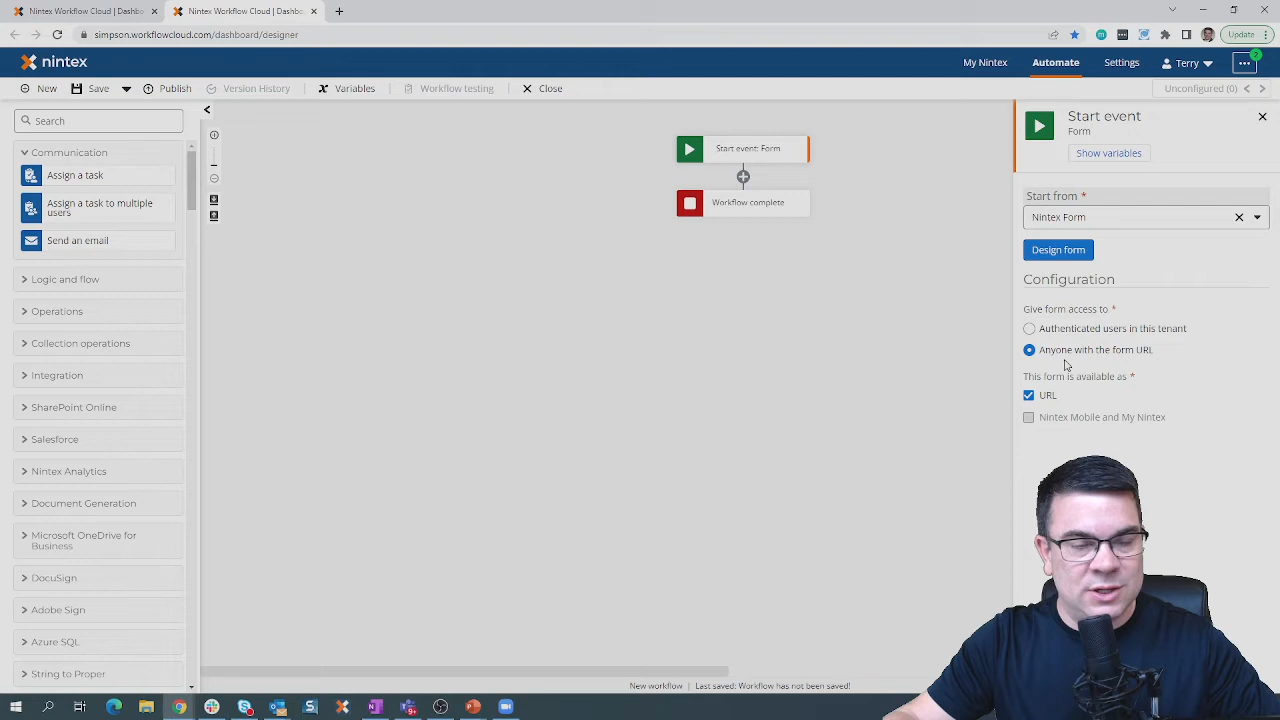 Nintex Workflow Cloud | Dashbo
Nintex Workflow Cloud | Dashbo
simpson.workflowcloud.com/dashboard/designer
Update
nintex
My Nintex
Automate
Settings
Terry
2
New
Save
Publish
Version History
Variables
Workflow testing
Close
Unconfigured (0)
Search
Communication
Assign a task
Assign a task to multiple
users
Send an email
Logic and flow
Operations
Collection operations
Integration
SharePoint Online
Salesforce
Nintex Analytics
Document Generation
Microsoft OneDrive for
Business
DocuSign
Adobe Sign
Azure SQL
String to Proper
Start event: Form
Workflow complete
New workflow | Last saved: Workflow has not been saved!
Start event
Form
Show variables
Start from *
Nintex Form
Design form
Configuration
Give form access to *
Authenticated users in this tenant
Anyone with the form URL
This form is available as *
URL
Nintex Mobile and My Nintex